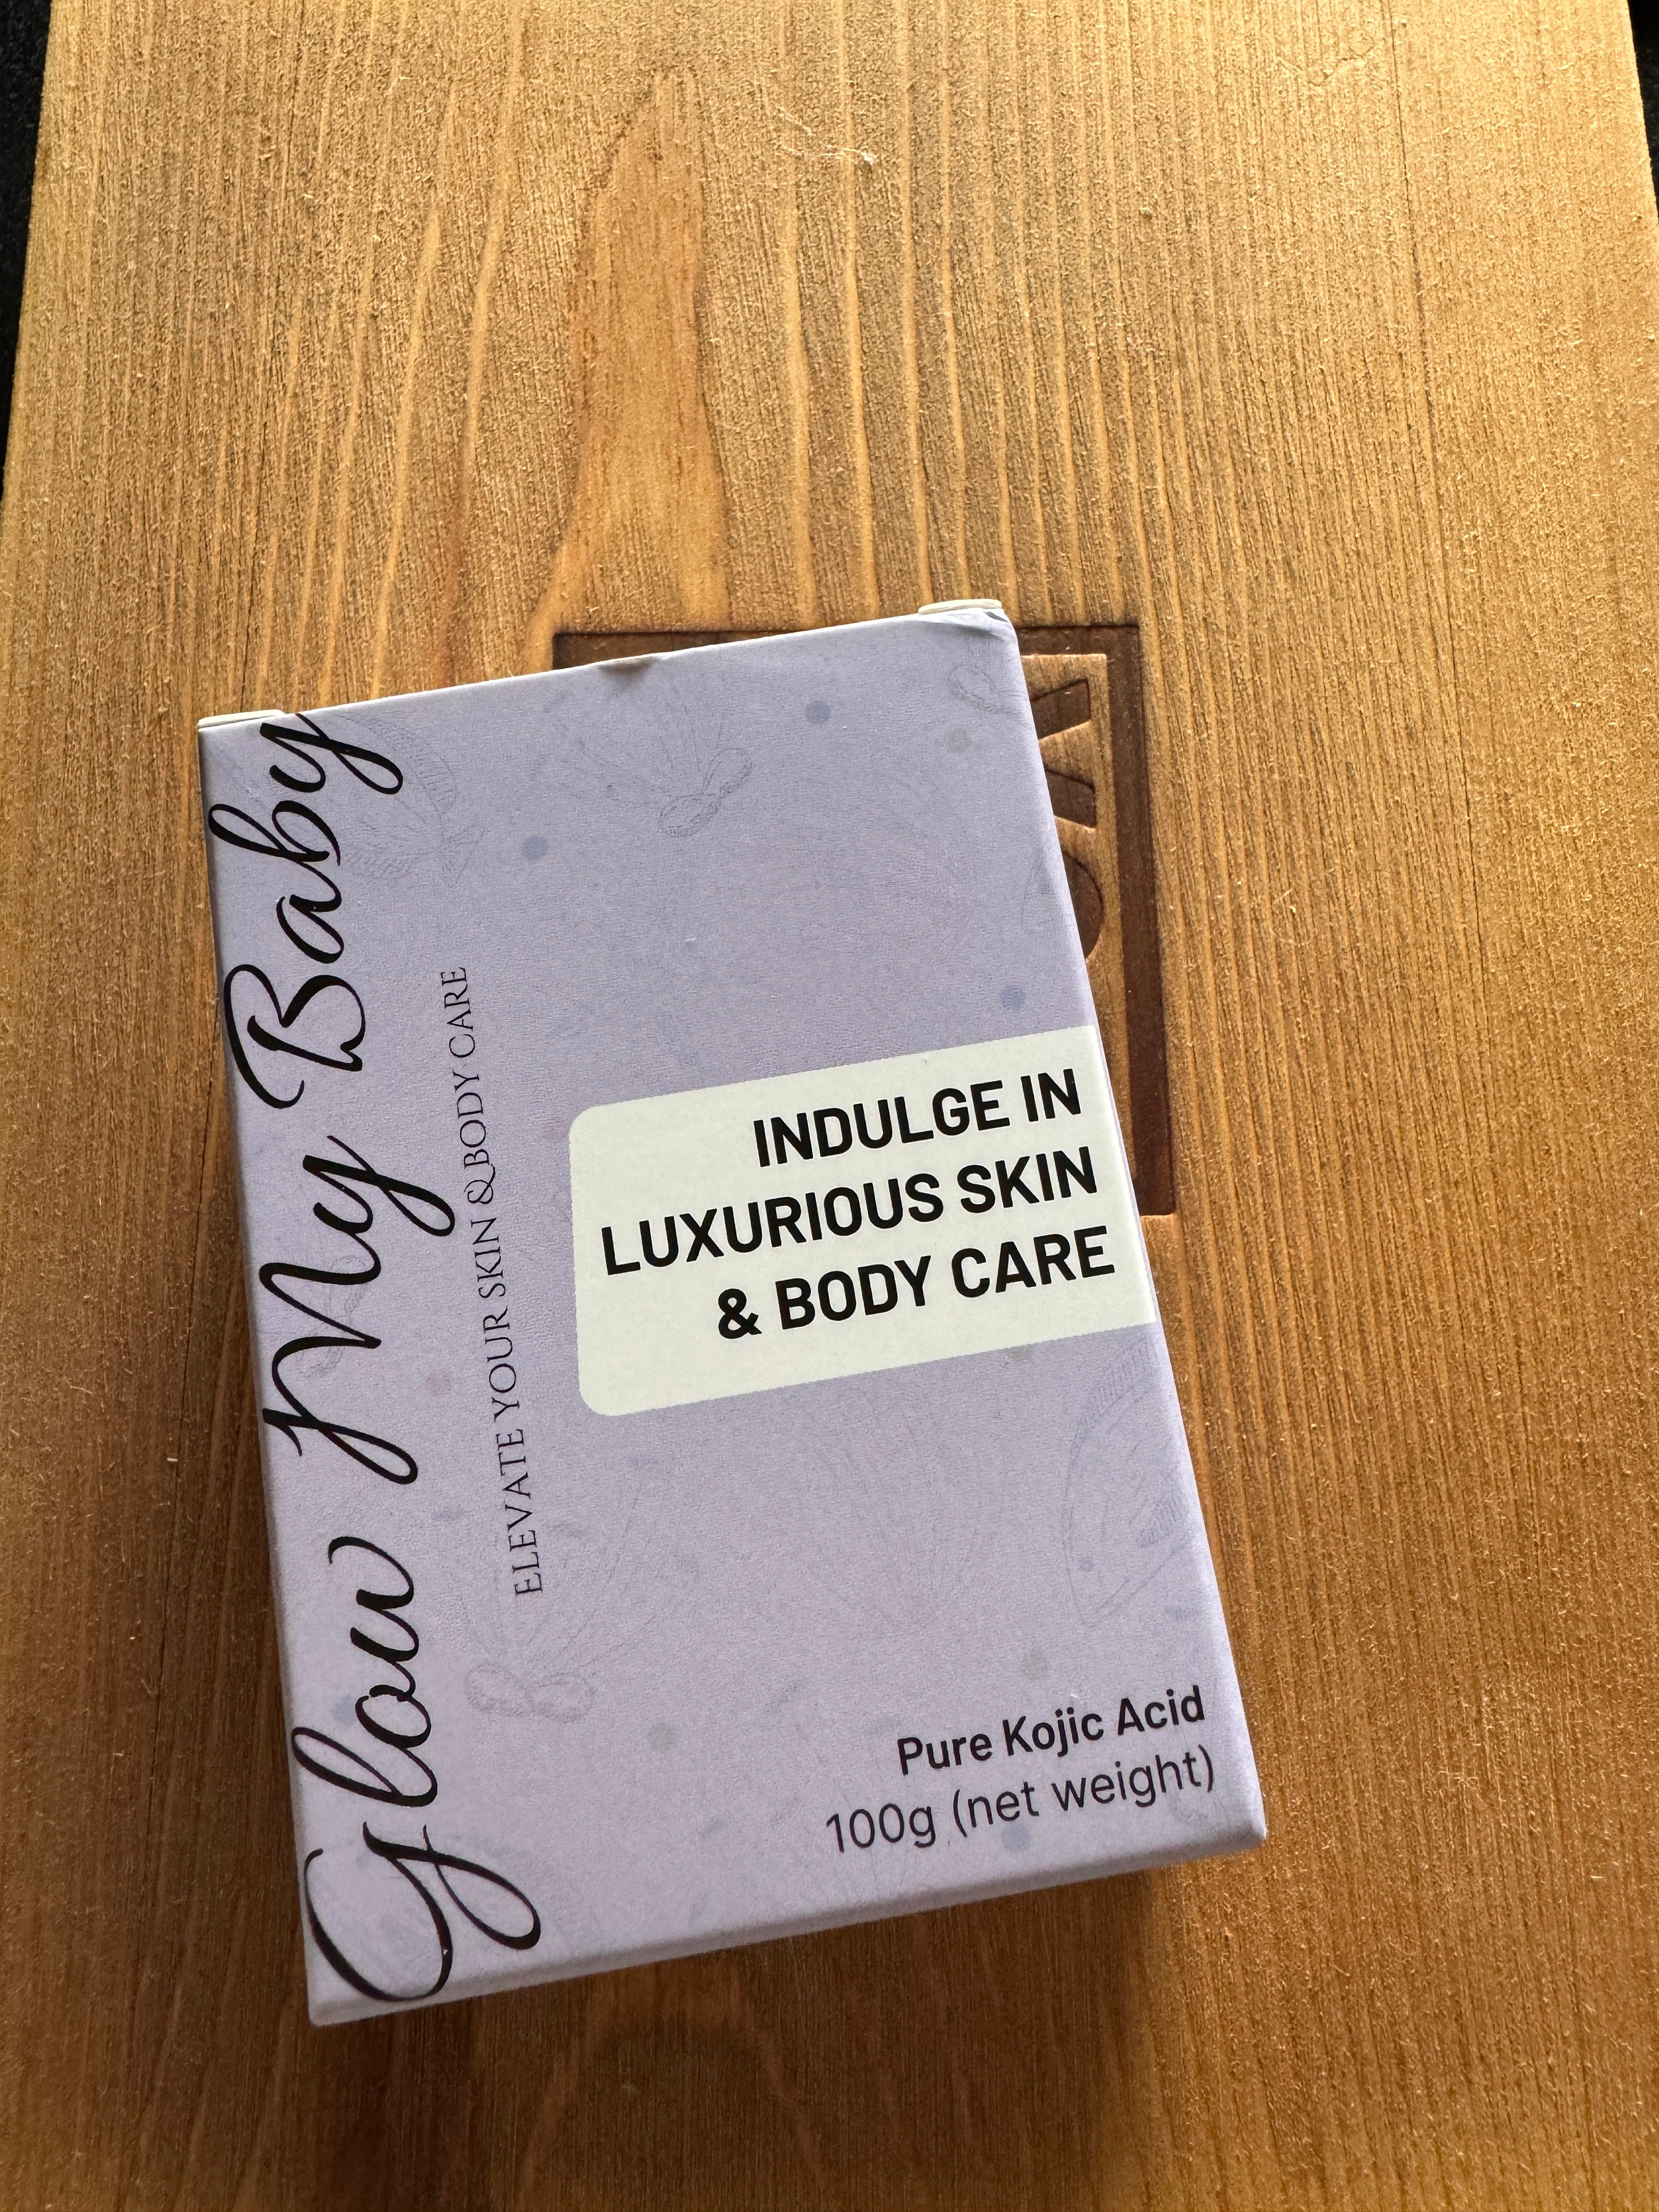 Glow My Baby
ELEVATE YOUR SKIN & BODY CARE
INDULGE IN
LUXURIOUS SKIN
& BODY CARE
Pure Kojic Acid
100g (net weight)